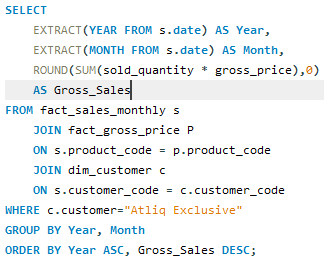 SELECT
EXTRACT(YEAR FROM s.date) AS Year,
EXTRACT(MONTH FROM s.date) AS Month,
ROUND(SUM(sold_quantity * gross_price),0)
AS Gross_Sales
FROM fact_sales_monthly s
JOIN fact_gross_price P
ON s.product_code = p.product_code
JOIN dim_customer c
ON s.customer_code = c.customer_code
WHERE c.customer="Atliq Exclusive"
GROUP BY Year, Month
ORDER BY Year ASC, Gross_Sales DESC;